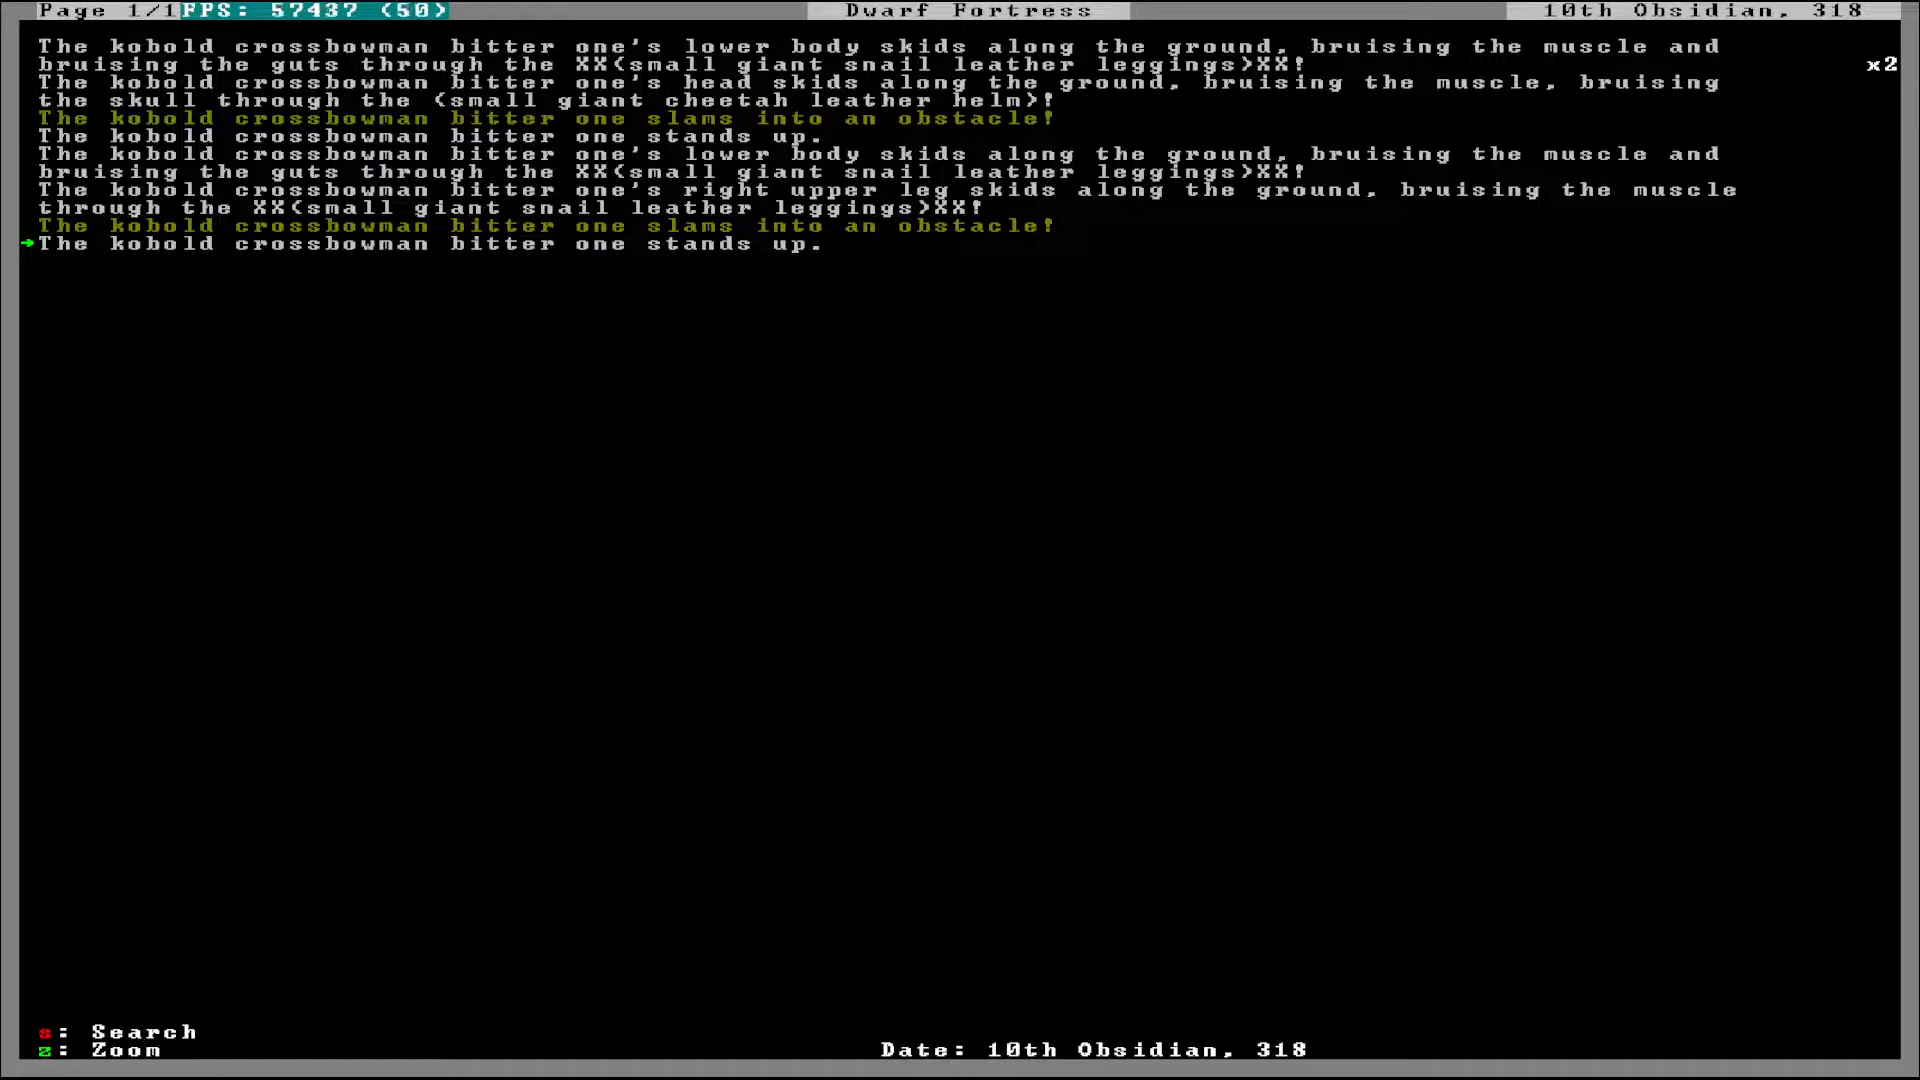 Page 1/1FPS: 57437 (50) Dwarf Fortress 10th Obsidian, 318
The kobold crossbowman bitter one's lower body skids along the ground, bruising the muscle and
bruising the guts through the XX(small giant snail leather leggings)XX! x2
The kobold crossbowman bitter one's head skids along the ground, bruising the muscle, bruising
the skull through the (small giant cheetah leather helm)!
The kobold crossbowman bitter one slams into an obstacle!
The kobold crossbowman bitter one stands up.
The kobold crossbowman bitter one's lower body skids along the ground, bruising the muscle and
bruising the guts through the XX(small giant snail leather leggings)XX!
The kobold crossbowman bitter one's right upper leg skids along the ground, bruising the muscle
through the XX(small giant snail leather leggings)XX!
The kobold crossbowman bitter one slams into an obstacle!
→The kobold crossbowman bitter one stands up.
s: Search
z: Zoom Date: 10th Obsidian, 318